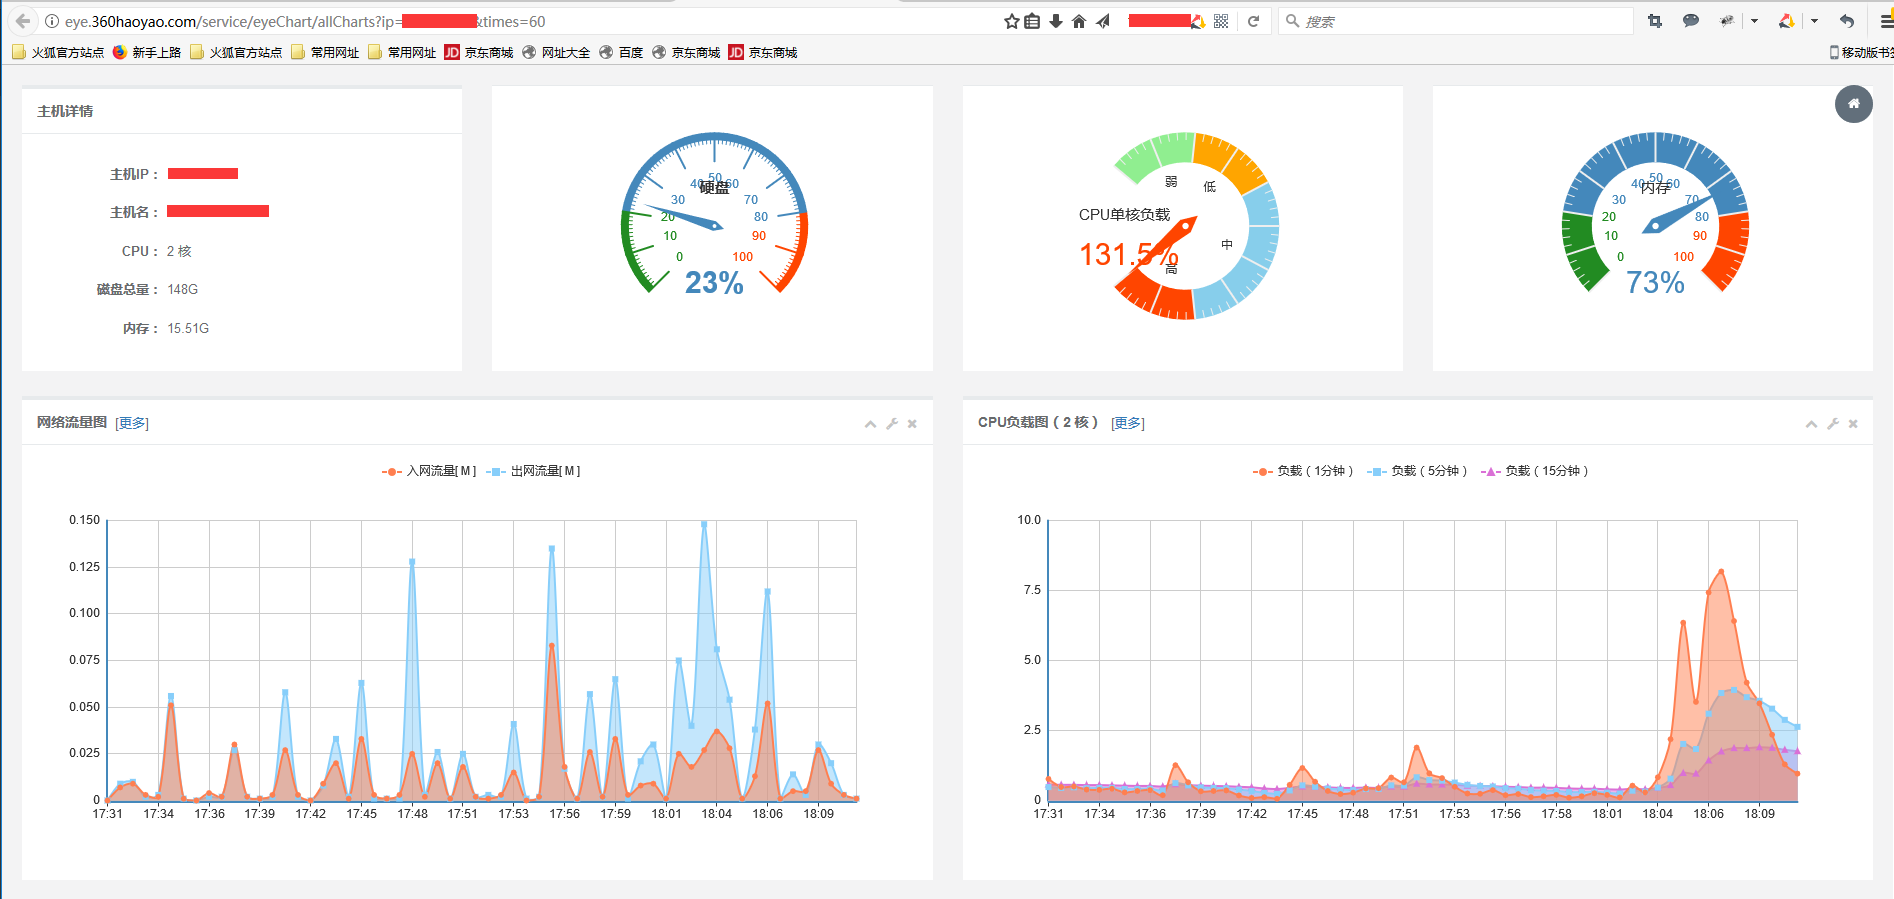 eye.360haoyao.com/service/eyeChart/allCharts?ip= &times=60
搜索
火狐官方站点 新手上路 火狐官方站点 常用网址 常用网址 JD 京东商城 网址大全 百度 京东商城 JD 京东商城 移动版书签
主机详情
主机IP：
主机名：
CPU： 2 核
磁盘总量： 148G
内存： 15.51G
硬盘
0 10 20 30 40 50 60 70 80 90 100
23%
弱 低 中 高
CPU单核负载
131.5%
内存
0 10 20 30 40 50 60 70 80 90 100
73%
网络流量图 [更多]
入网流量[ M ] 出网流量[ M ]
0.150
0.125
0.100
0.075
0.050
0.025
0
17:31 17:34 17:36 17:39 17:42 17:45 17:48 17:51 17:53 17:56 17:59 18:01 18:04 18:06 18:09
CPU负载图（2 核） [更多]
负载（1分钟） 负载（5分钟） 负载（15分钟）
10.0
7.5
5.0
2.5
0
17:31 17:34 17:36 17:39 17:42 17:45 17:48 17:51 17:53 17:56 17:58 18:01 18:04 18:06 18:09